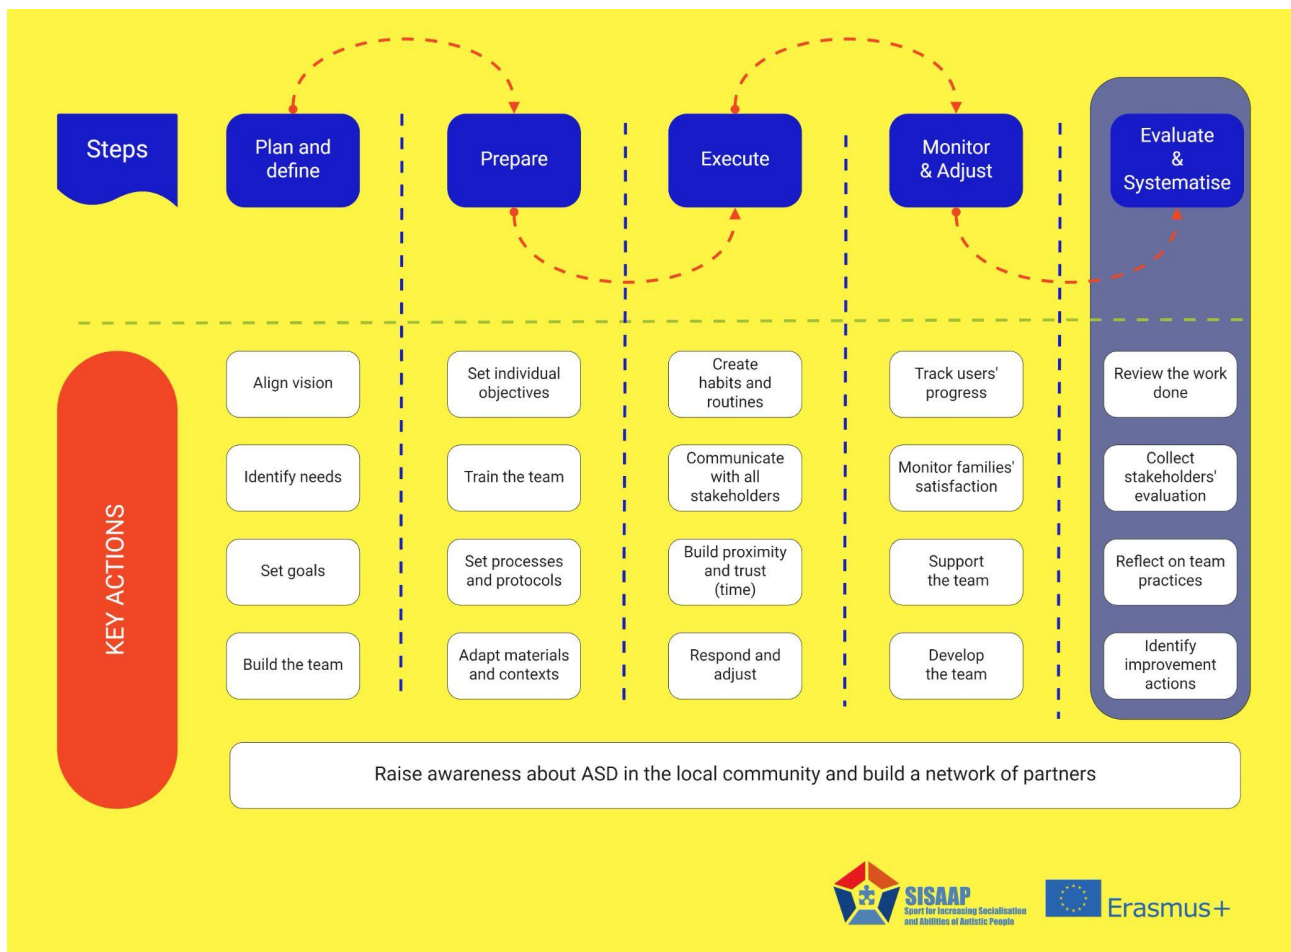 Steps
Plan and
define
Prepare
Execute
Monitor
& Adjust
Evaluate
&
Systematise
KEY ACTIONS
Align vision
Set individual
objectives
Create
habits and
routines
Track users'
progress
Review the work
done
Identify needs
Train the team
Communicate
with all
stakeholders
Monitor families'
satisfaction
Collect
stakeholders'
evaluation
Set goals
Set processes
and protocols
Build proximity
and trust
(time)
Support
the team
Reflect on team
practices
Build the team
Adapt materials
and contexts
Respond and
adjust
Develop
the team
Identify
improvement
actions
Raise awareness about ASD in the local community and build a network of partners
SISAAP
Sport for Increasing Socialisation
and Abilities of Autistic People
Erasmus+